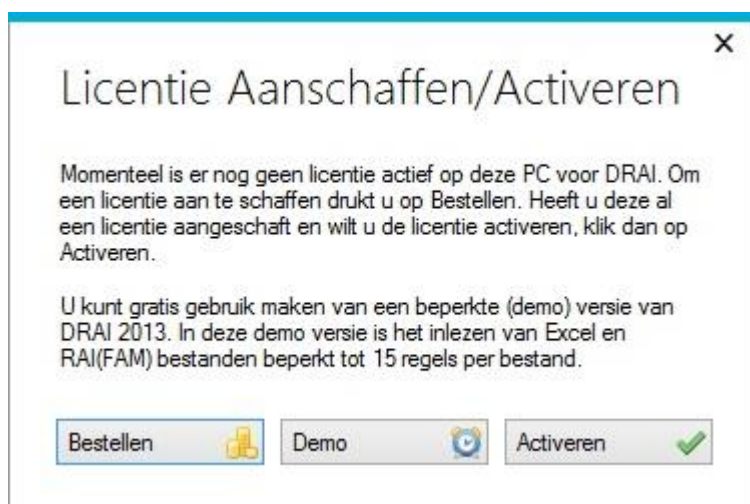 Licentie Aanschaffen/Activeren
Momenteel is er nog geen licentie actief op deze PC voor DRAI. Om
een licentie aan te schaffen drukt u op Bestellen. Heeft u deze al
een licentie aangeschaft en wilt u de licentie activeren, klik dan op
Activeren.
U kunt gratis gebruik maken van een beperkte (demo) versie van
DRAI 2013. In deze demo versie is het inlezen van Excel en
RAI(FAM) bestanden beperkt tot 15 regels per bestand.
Bestellen
Demo
Activeren